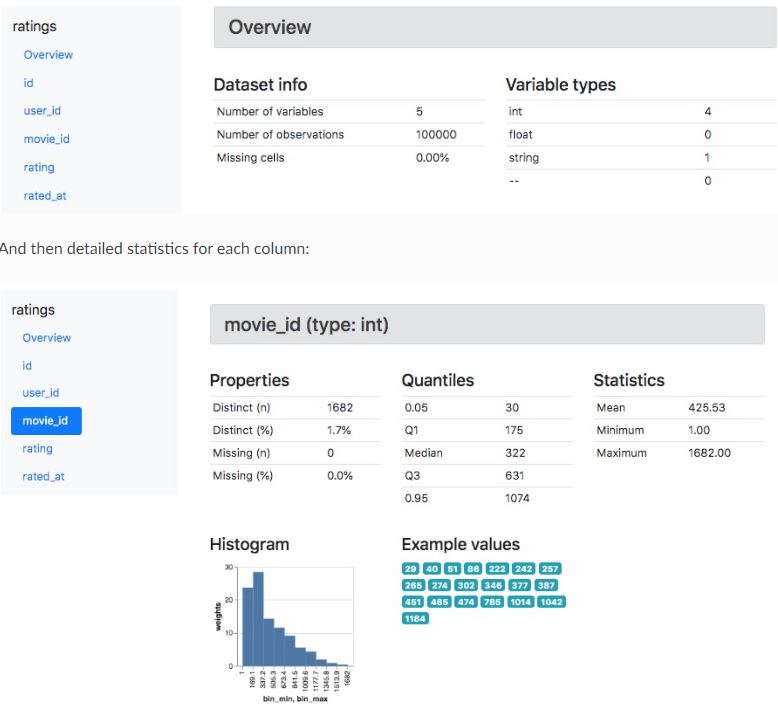 ratings
Overview
id
user_id
movie_id
rating
rated_at
Overview
Dataset info
Number of variables 5
Number of observations 100000
Missing cells 0.00%
Variable types
int 4
float 0
string 1
-- 0
And then detailed statistics for each column:
ratings
Overview
id
user_id
movie_id
rating
rated_at
movie_id (type: int)
Properties
Distinct (n) 1682
Distinct (%) 1.7%
Missing (n) 0
Missing (%) 0.0%
Quantiles
0.05 30
Q1 175
Median 322
Q3 631
0.95 1074
Statistics
Mean 425.53
Minimum 1.00
Maximum 1682.00
Histogram
weights
30
20
10
0
1
169.1
337.2
505.3
673.4
841.5
1009.6
1177.7
1345.8
1513.9
1682
bin_min, bin_max
Example values
29 40 51 86 222 242 257
265 274 302 346 377 387
451 465 474 785 1014 1042
1184